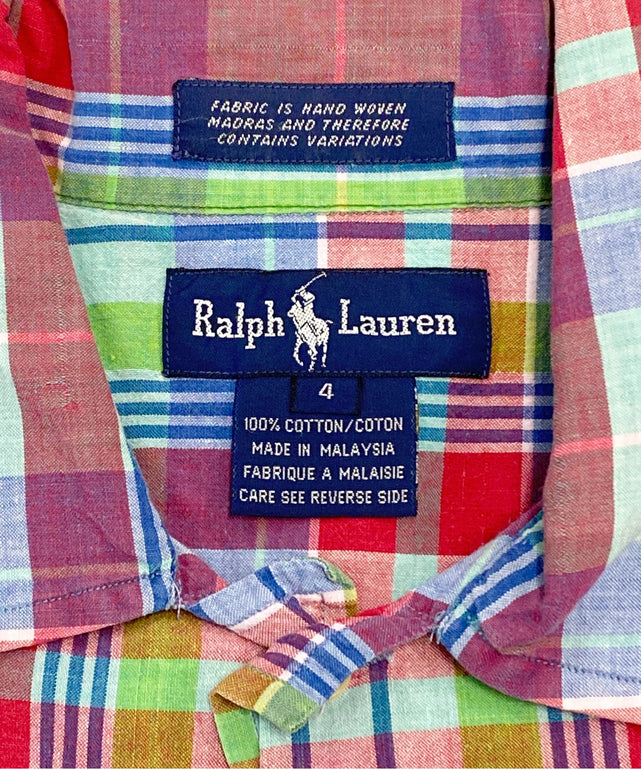 FABRIC IS HAND WOVEN
MADRAS AND THEREFORE
CONTAINS VARIATIONS
Ralph Lauren
4
100% COTTON/COTON
MADE IN MALAYSIA
FABRIQUE A MALAISIE
CARE SEE REVERSE SIDE